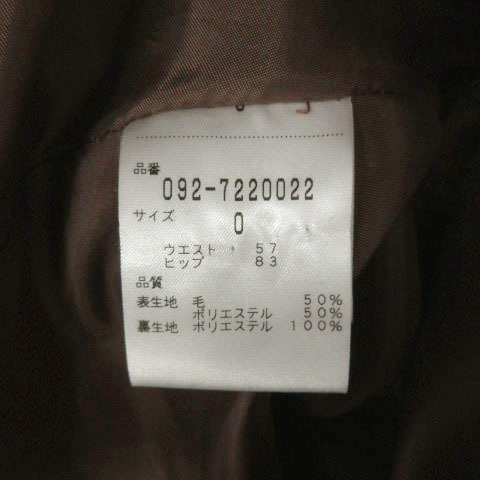 品番
092-7220022
サイズ
0
ウエスト 57
ヒップ 83
品質
表生地 毛 50%
ポリエステル 50%
裏生地 ポリエステル 100%